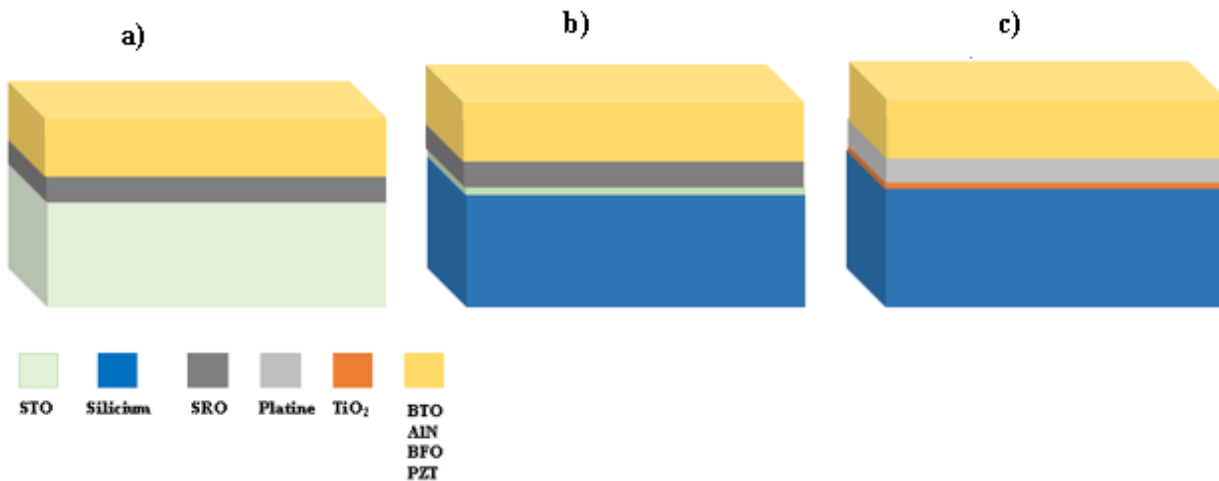 a)
b)
c)
STO
Silicium
SRO
Platine
TiO₂
BTO
AlN
BFO
PZT